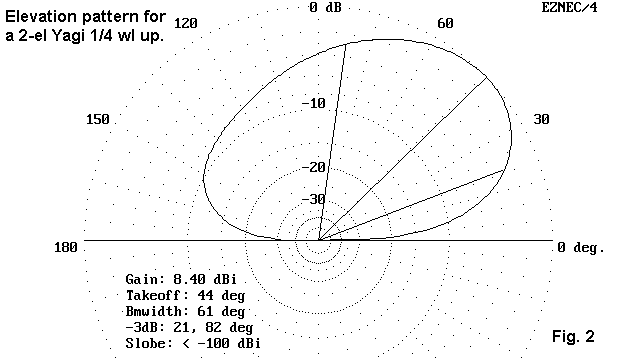 Elevation pattern for
a 2-el Yagi 1/4 wl up.
0 dB
EZNEC/4
120
60
-10
150
30
-20
-30
180
0 deg.
Gain: 8.40 dBi
Takeoff: 44 deg
Bmwidth: 61 deg
-3dB: 21, 82 deg
Slobe: < -100 dBi
Fig. 2